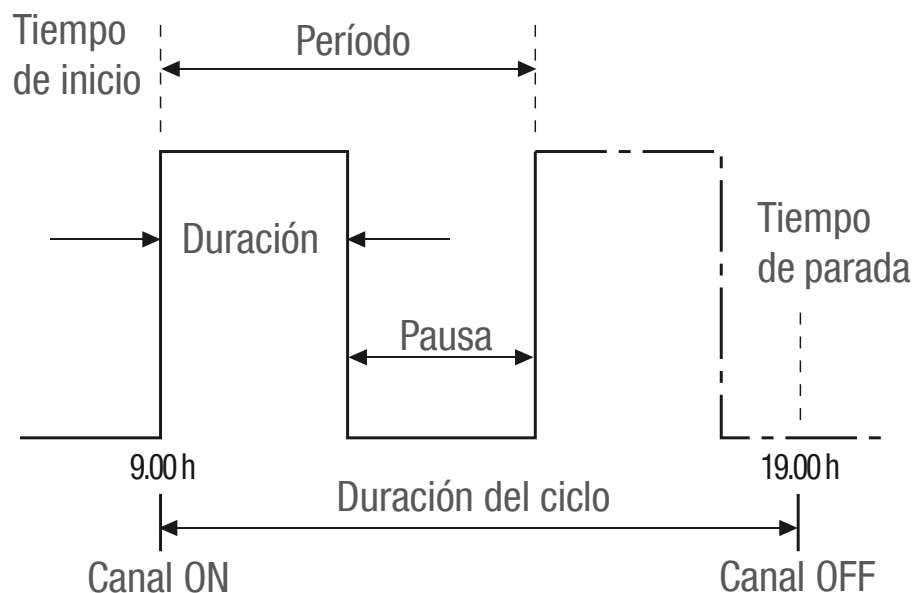 Tiempo
de inicio
Período
Duración
Tiempo
de parada
Pausa
9.00 h
19.00 h
Duración del ciclo
Canal ON
Canal OFF